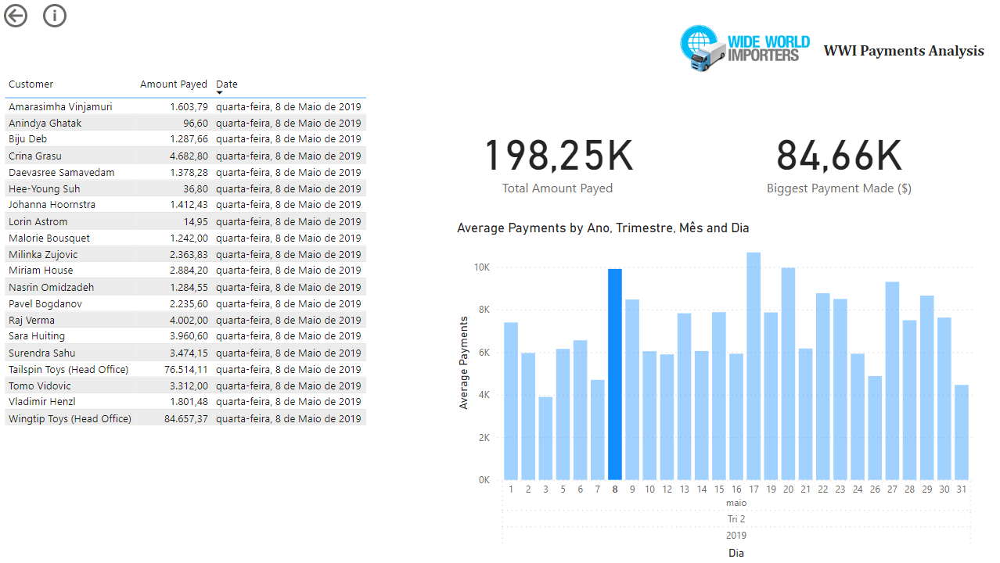 WIDE WORLD
IMPORTERS
WWI Payments Analysis
Customer Amount Payed Date
Amarasimha Vinjamuri 1.603,79 quarta-feira, 8 de Maio de 2019
Anindya Ghatak 96,60 quarta-feira, 8 de Maio de 2019
Biju Deb 1.287,66 quarta-feira, 8 de Maio de 2019
Crina Grasu 4.682,80 quarta-feira, 8 de Maio de 2019
Daevasree Samavedam 1.378,28 quarta-feira, 8 de Maio de 2019
Hee-Young Suh 36,80 quarta-feira, 8 de Maio de 2019
Johanna Hoornstra 1.412,43 quarta-feira, 8 de Maio de 2019
Lorin Astrom 14,95 quarta-feira, 8 de Maio de 2019
Malorie Bousquet 1.242,00 quarta-feira, 8 de Maio de 2019
Milinka Zujovic 2.363,83 quarta-feira, 8 de Maio de 2019
Miriam House 2.884,20 quarta-feira, 8 de Maio de 2019
Nasrin Omidzadeh 1.284,55 quarta-feira, 8 de Maio de 2019
Pavel Bogdanov 2.235,60 quarta-feira, 8 de Maio de 2019
Raj Verma 4.002,00 quarta-feira, 8 de Maio de 2019
Sara Huiting 3.960,60 quarta-feira, 8 de Maio de 2019
Surendra Sahu 3.474,15 quarta-feira, 8 de Maio de 2019
Tailspin Toys (Head Office) 76.514,11 quarta-feira, 8 de Maio de 2019
Tomo Vidovic 3.312,00 quarta-feira, 8 de Maio de 2019
Vladimir Henzl 1.801,48 quarta-feira, 8 de Maio de 2019
Wingtip Toys (Head Office) 84.657,37 quarta-feira, 8 de Maio de 2019
198,25K
Total Amount Payed
84,66K
Biggest Payment Made ($)
Average Payments by Ano, Trimestre, Mês and Dia
Average Payments
10K
8K
6K
4K
2K
0K
1 2 3 5 6 7 8 9 10 12 13 14 15 16 17 19 20 21 22 23 24 26 27 28 29 30 31
maio
Tri 2
2019
Dia